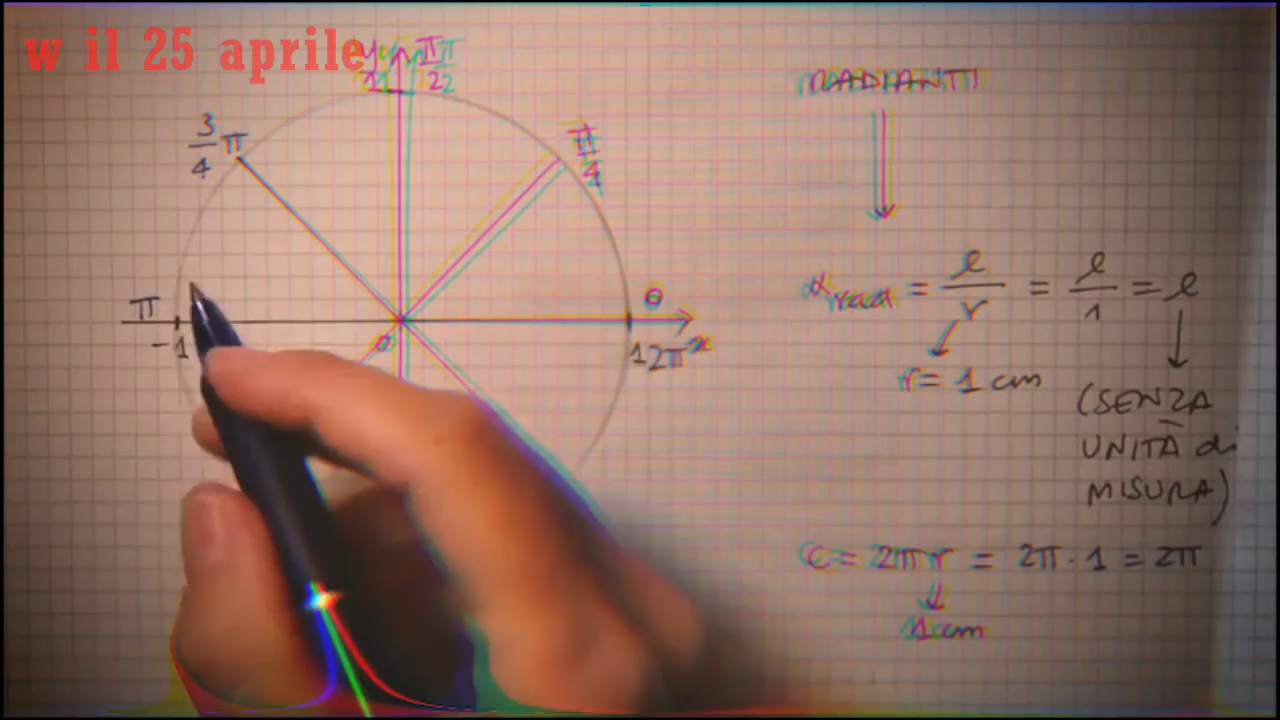 w il 25 aprile
y
1
π/2
3/4 π
π/4
π
-1
0
1
2π
x
α rad = l/r = l/1 = l
r = 1 cm
(SENZA
UNITÀ di
MISURA)
C = 2πr = 2π · 1 = 2π
1 cm